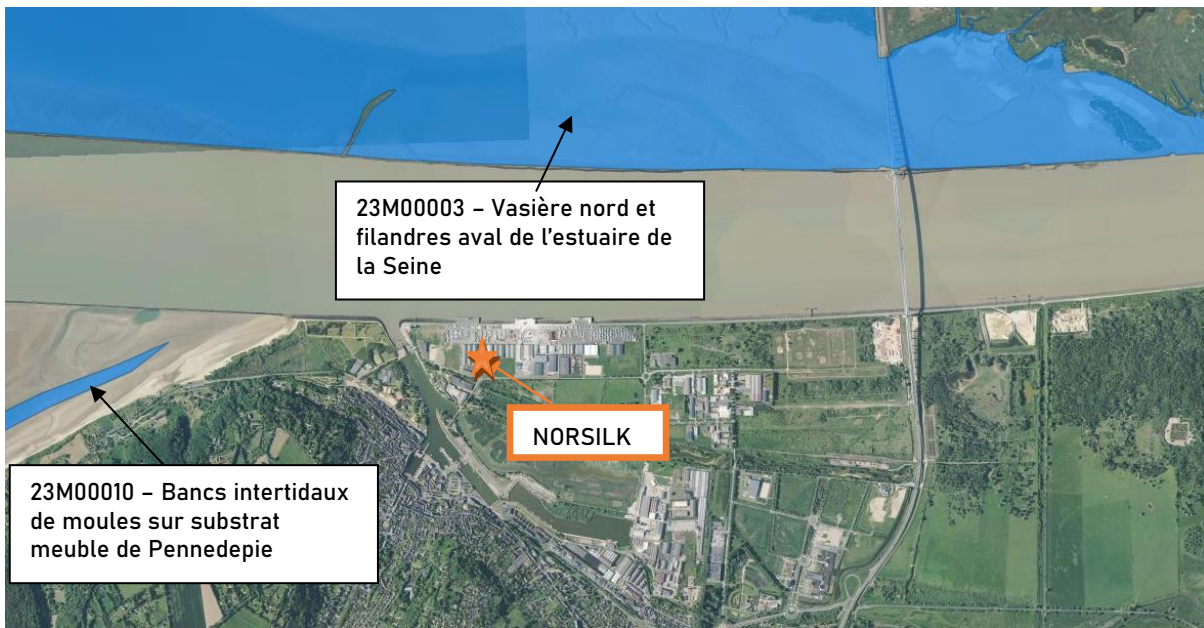 23M00003 – Vasière nord et
filandres aval de l'estuaire de
la Seine
NORSILK
23M00010 – Bancs intertidaux
de moules sur substrat
meuble de Pennedepie